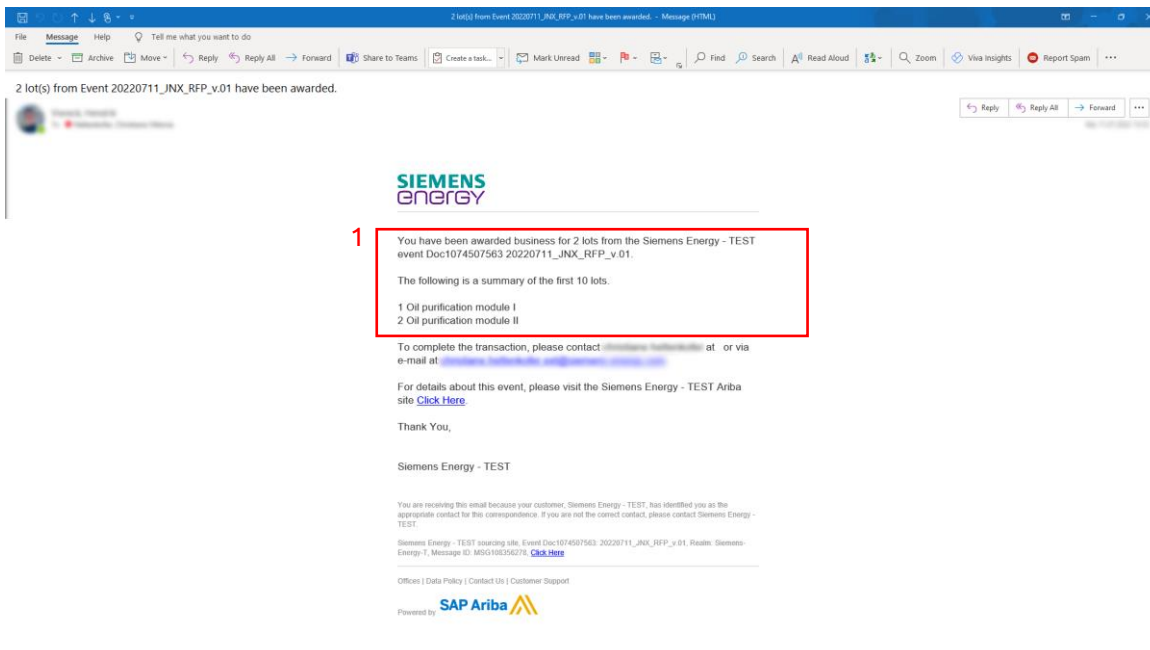 2 lot(s) from Event 20220711_JNX_RFP_v.01 have been awarded. - Message (HTML)
File Message Help Tell me what you want to do
Delete Archive Move Reply Reply All Forward Share to Teams Create a task... Mark Unread Find Search Read Aloud Zoom Viva Insights Report Spam
2 lot(s) from Event 20220711_JNX_RFP_v.01 have been awarded.
Reply Reply All Forward
SIEMENS
energy
1
You have been awarded business for 2 lots from the Siemens Energy - TEST
event Doc1074507563 20220711_JNX_RFP_v.01.
The following is a summary of the first 10 lots.
1 Oil purification module I
2 Oil purification module II
To complete the transaction, please contact at or via
e-mail at
For details about this event, please visit the Siemens Energy - TEST Ariba
site Click Here.
Thank You,
Siemens Energy - TEST
You are receiving this email because your customer, Siemens Energy - TEST, has identified you as the
appropriate contact for this correspondence. If you are not the correct contact, please contact Siemens Energy -
TEST.
Siemens Energy - TEST sourcing site, Event Doc1074507563: 20220711_JNX_RFP_v.01, Realm: Siemens-
Energy-T, Message ID: MSG108356278, Click Here
Offices | Data Policy | Contact Us | Customer Support
Powered by SAP Ariba